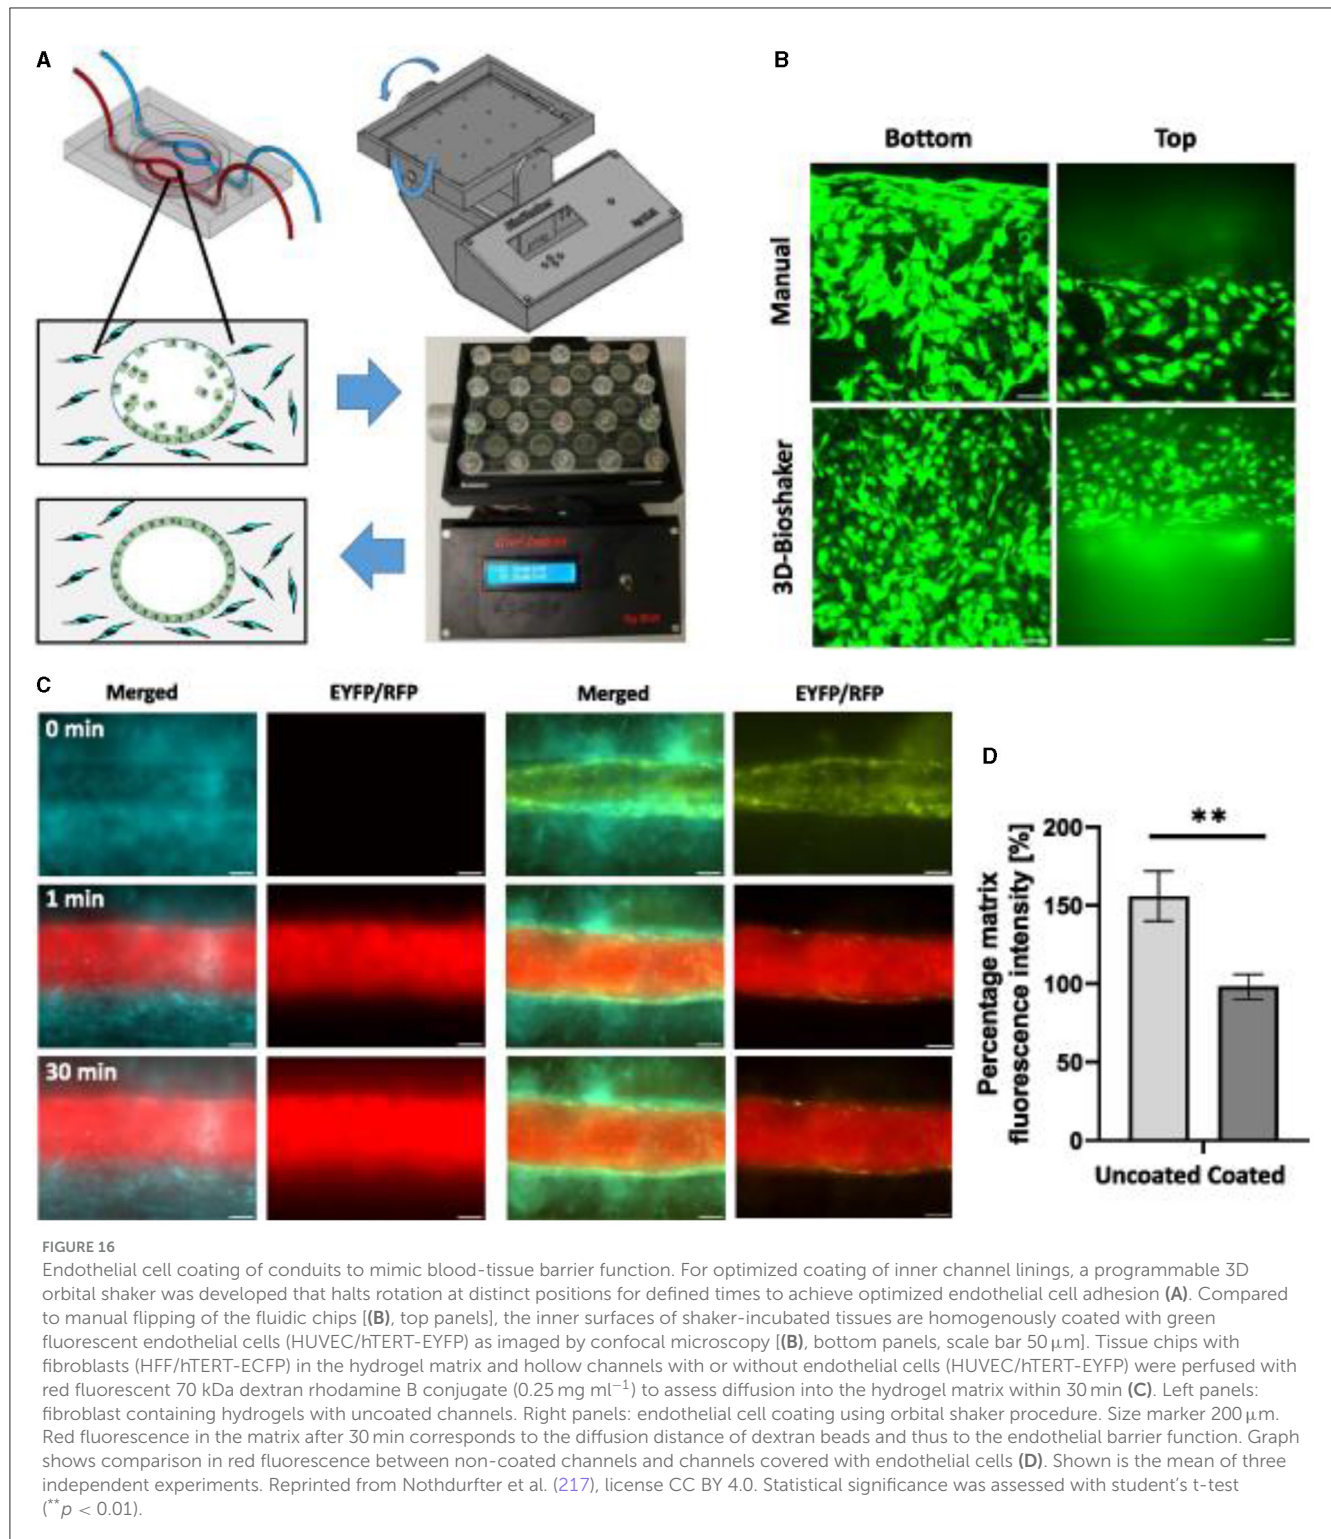 A
B
Bottom
Top
Manual
3D-Bioshaker
C
Merged
EYFP/RFP
Merged
EYFP/RFP
0 min
1 min
30 min
D
**
Percentage matrix
fluorescence intensity [%]
200
150
100
50
0
Uncoated Coated
FIGURE 16
Endothelial cell coating of conduits to mimic blood-tissue barrier function. For optimized coating of inner channel linings, a programmable 3D
orbital shaker was developed that halts rotation at distinct positions for defined times to achieve optimized endothelial cell adhesion (A). Compared
to manual flipping of the fluidic chips [(B), top panels], the inner surfaces of shaker-incubated tissues are homogenously coated with green
fluorescent endothelial cells (HUVEC/hTERT-EYFP) as imaged by confocal microscopy [(B), bottom panels, scale bar 50 μm]. Tissue chips with
fibroblasts (HFF/hTERT-ECFP) in the hydrogel matrix and hollow channels with or without endothelial cells (HUVEC/hTERT-EYFP) were perfused with
red fluorescent 70 kDa dextran rhodamine B conjugate (0.25 mg ml⁻¹) to assess diffusion into the hydrogel matrix within 30 min (C). Left panels:
fibroblast containing hydrogels with uncoated channels. Right panels: endothelial cell coating using orbital shaker procedure. Size marker 200 μm.
Red fluorescence in the matrix after 30 min corresponds to the diffusion distance of dextran beads and thus to the endothelial barrier function. Graph
shows comparison in red fluorescence between non-coated channels and channels covered with endothelial cells (D). Shown is the mean of three
independent experiments. Reprinted from Nothdurfter et al. (217), license CC BY 4.0. Statistical significance was assessed with student's t-test
(**p < 0.01).